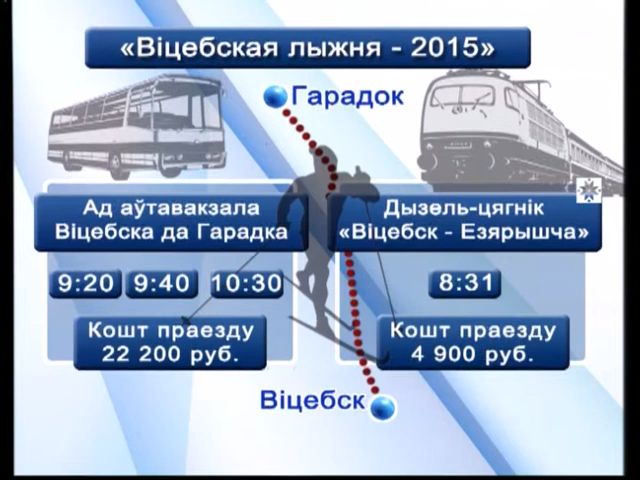 «Віцебская лыжня - 2015»
Гарадок
Ад аўтавакзала
Віцебска да Гарадка
9:20 9:40 10:30
Кошт праезду
22 200 руб.
Дызель-цягнік
«Віцебск - Езярышча»
8:31
Кошт праезду
4 900 руб.
Віцебск